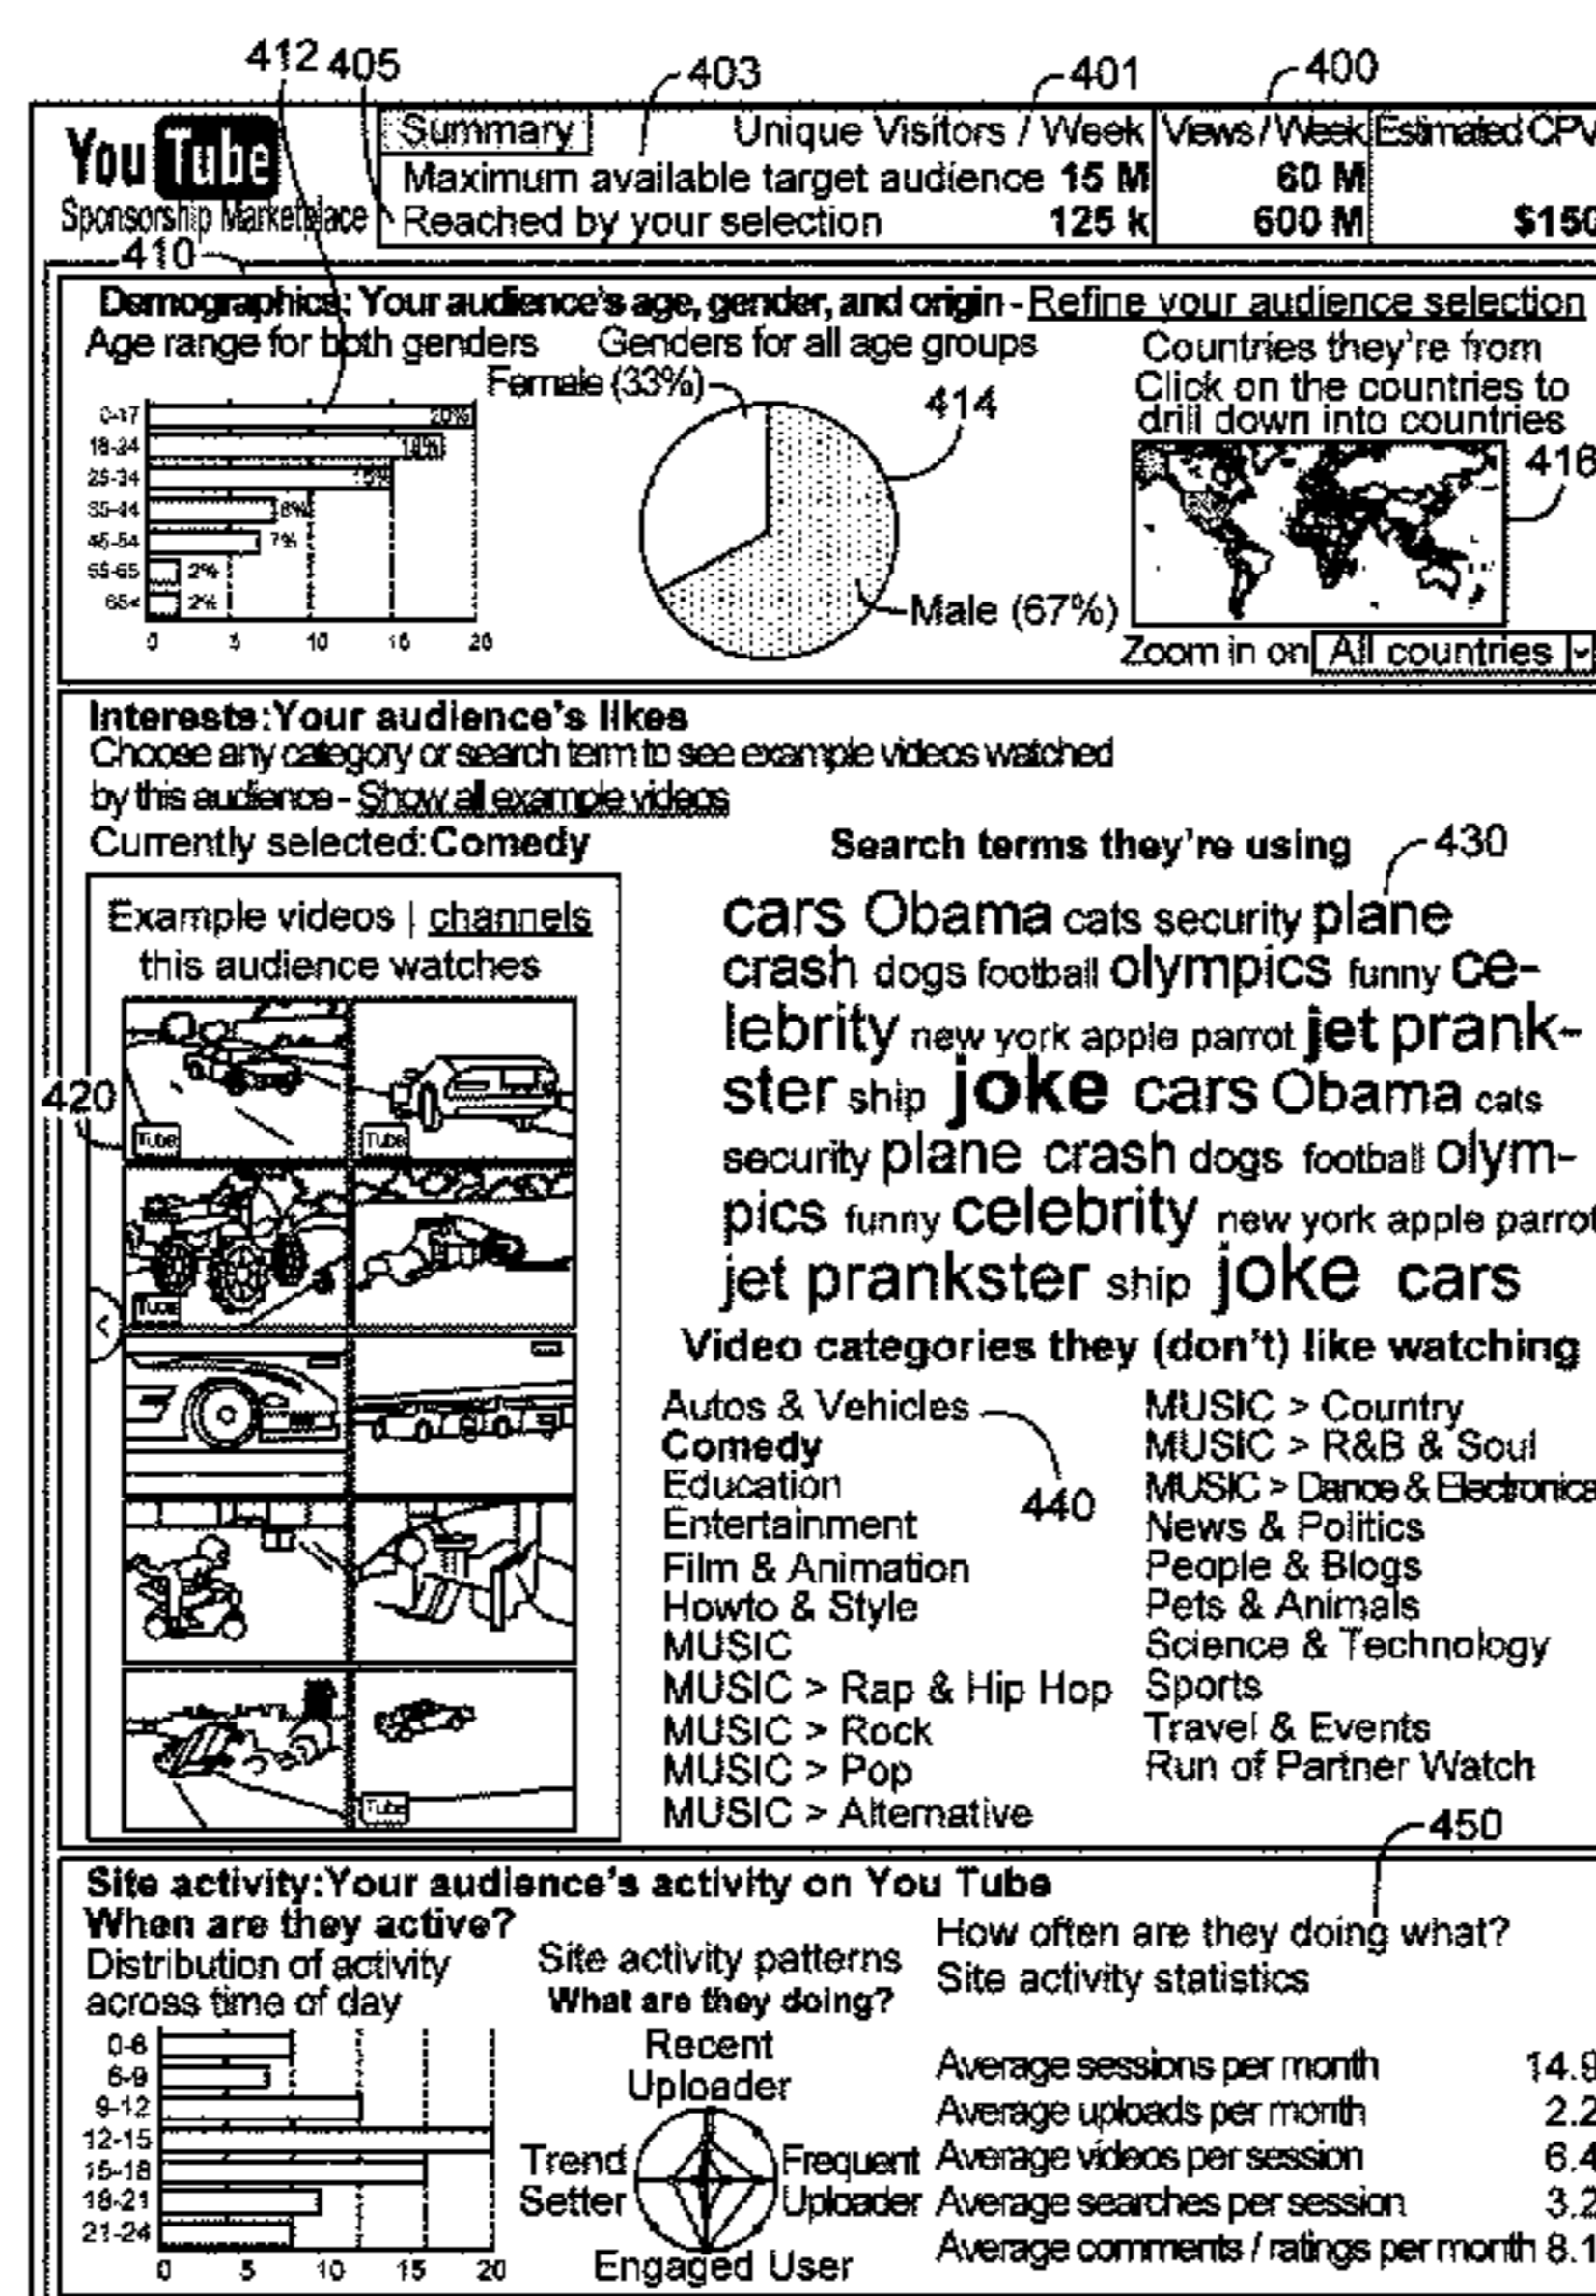 412 405 403 401 400
You Tube
Sponsorship Marketplace
Summary Unique Visitors / Week Views / Week Estimated CPV
Maximum available target audience 15 M 60 M
Reached by your selection 125 k 600 M $150
410
Demographics: Your audience's age, gender, and origin - Refine your audience selection
Age range for both genders
0-17 20%
18-24 18%
25-34 15%
35-44 8%
45-54 7%
55-65 2%
2%
0 5 10 20
Genders for all age groups
Female (33%)
414
Male (67%)
Countries they're from
Click on the countries to
drill down into countries
416
Zoom in on All countries
Interests:Your audience's likes
Choose any category or search term to see example videos watched
by this audience - Show all example videos
Currently selected:Comedy
Example videos | channels
this audience watches
420
Tube Tube
Tube
<
Tube
Search terms they're using
430
cars Obama cats security plane
crash dogs football olympics funny ce-
lebrity new york apple parrot jet prank-
ster ship joke cars Obama cats
security plane crash dogs football olym-
pics funny celebrity new york apple parrot
jet prankster ship joke cars
Video categories they (don't) like watching
Autos & Vehicles
Comedy
Education
Entertainment
Film & Animation
Howto & Style
MUSIC
MUSIC > Rap & Hip Hop
MUSIC > Rock
MUSIC > Pop
MUSIC > Alternative
440
MUSIC > Country
MUSIC > R&B & Soul
MUSIC > Dance & Electronica
News & Politics
People & Blogs
Pets & Animals
Science & Technology
Sports
Travel & Events
Run of Partner Watch
450
Site activity:Your audience's activity on You Tube
When are they active?
Distribution of activity
across time of day
0-6
6-9
9-12
12-15
15-18
18-21
21-24
0 5 10 15 20
Site activity patterns
What are they doing?
Recent
Uploader
Trend
Setter
Frequent
Uploader
Engaged User
How often are they doing what?
Site activity statistics
Average sessions per month 14.9
Average uploads per month 2.2
Average videos per session 6.4
Average searches per session 3.2
Average comments / ratings per month 8.1